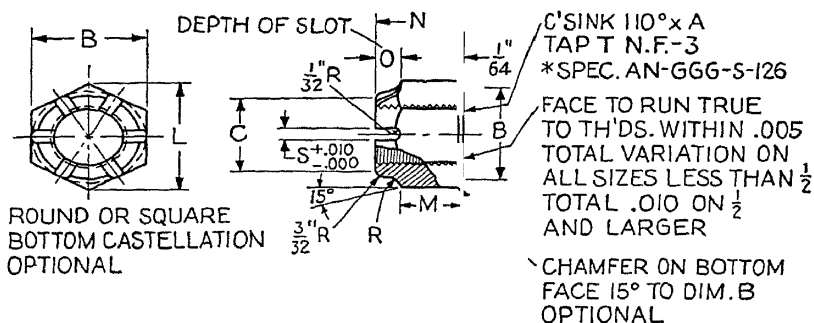 B
L
ROUND OR SQUARE
BOTTOM CASTELLATION
OPTIONAL
DEPTH OF SLOT
N
O
1/64"
1/32" R
C
S +.010 -.000
B
15°
3/32" R
R
M
C'SINK 110° x A
TAP T N.F.-3
*SPEC. AN-GGG-S-126
FACE TO RUN TRUE
TO TH'DS. WITHIN .005
TOTAL VARIATION ON
ALL SIZES LESS THAN 1/2
TOTAL .010 ON 1/2
AND LARGER
CHAMFER ON BOTTOM
FACE 15° TO DIM. B
OPTIONAL